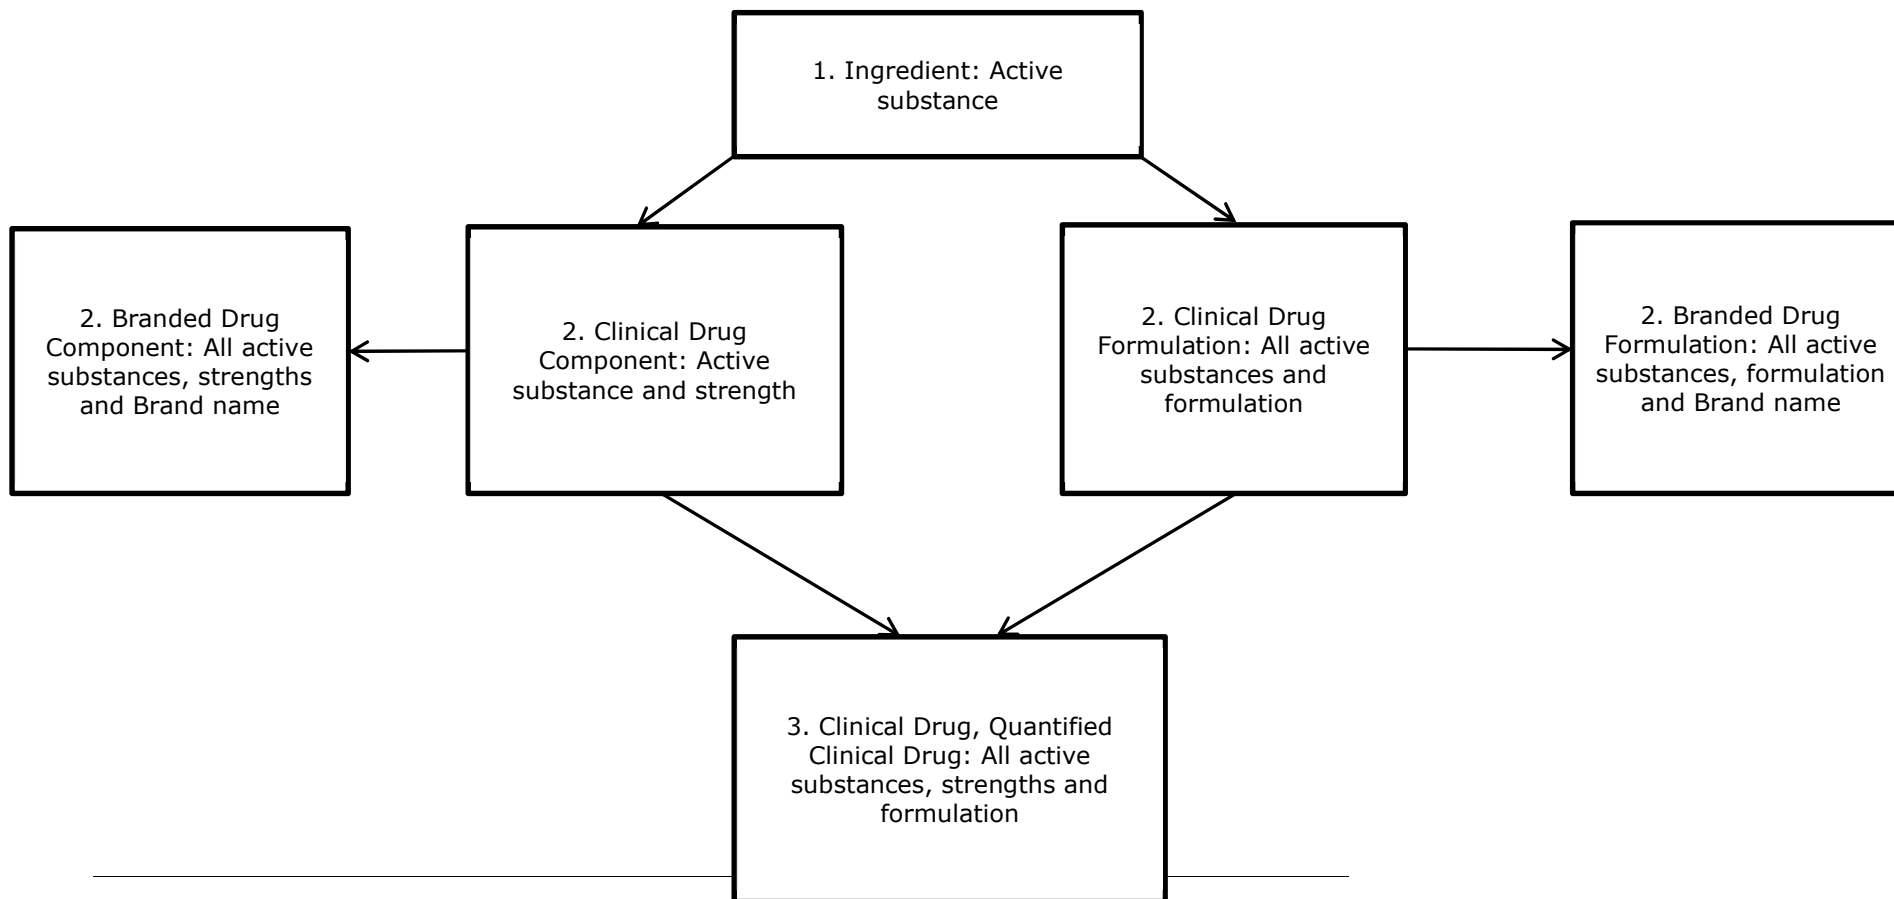 1. Ingredient: Active
substance
2. Branded Drug
Component: All active
substances, strengths
and Brand name
2. Clinical Drug
Component: Active
substance and strength
2. Clinical Drug
Formulation: All active
substances and
formulation
2. Branded Drug
Formulation: All active
substances, formulation
and Brand name
3. Clinical Drug, Quantified
Clinical Drug: All active
substances, strengths and
formulation